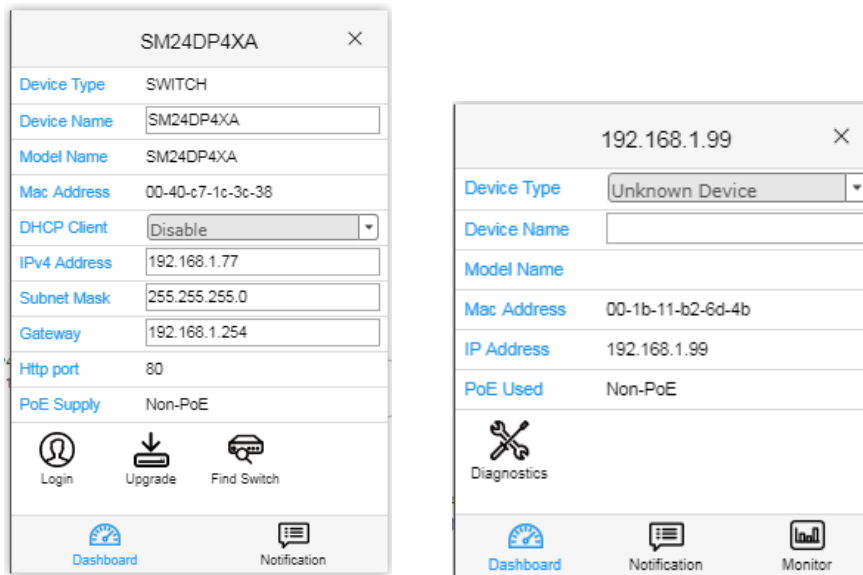 SM24DP4XA
Device Type SWITCH
Device Name SM24DP4XA
Model Name SM24DP4XA
Mac Address 00-40-c7-1c-3c-38
DHCP Client Disable
IPv4 Address 192.168.1.77
Subnet Mask 255.255.255.0
Gateway 192.168.1.254
Http port 80
PoE Supply Non-PoE
Login Upgrade Find Switch
Dashboard Notification
192.168.1.99
Device Type Unknown Device
Device Name
Model Name
Mac Address 00-1b-11-b2-6d-4b
IP Address 192.168.1.99
PoE Used Non-PoE
Diagnostics
Dashboard Notification Monitor